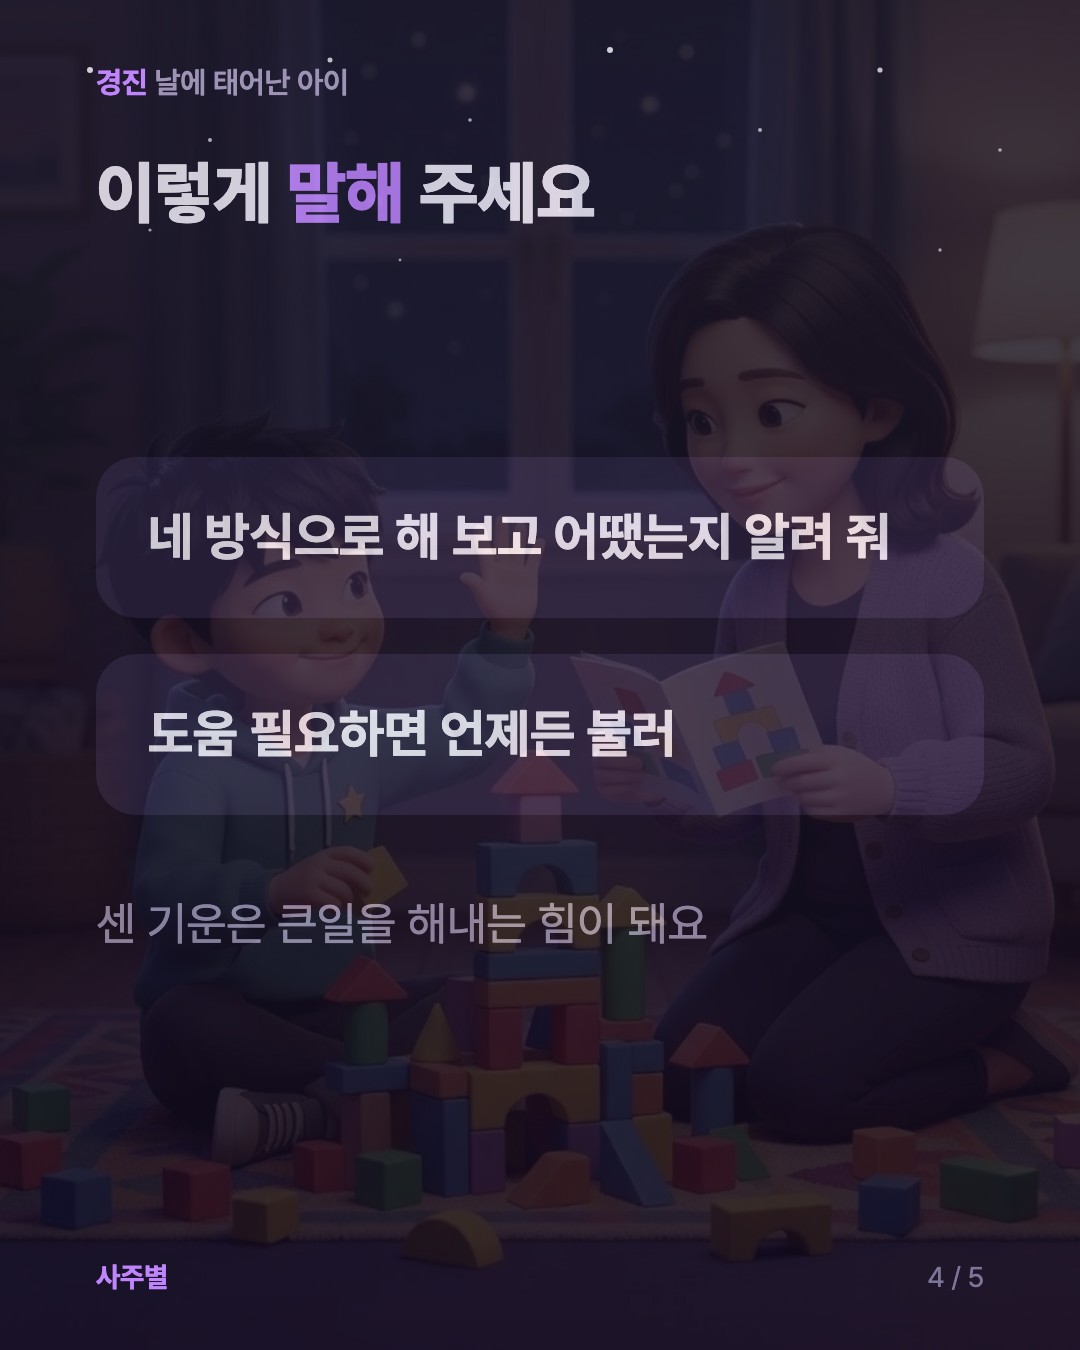 경진 날에 태어난 아이
이렇게 말해 주세요
네 방식으로 해 보고 어땠는지 알려 줘
도움 필요하면 언제든 불러
센 기운은 큰일을 해내는 힘이 돼요
사주별
4 / 5